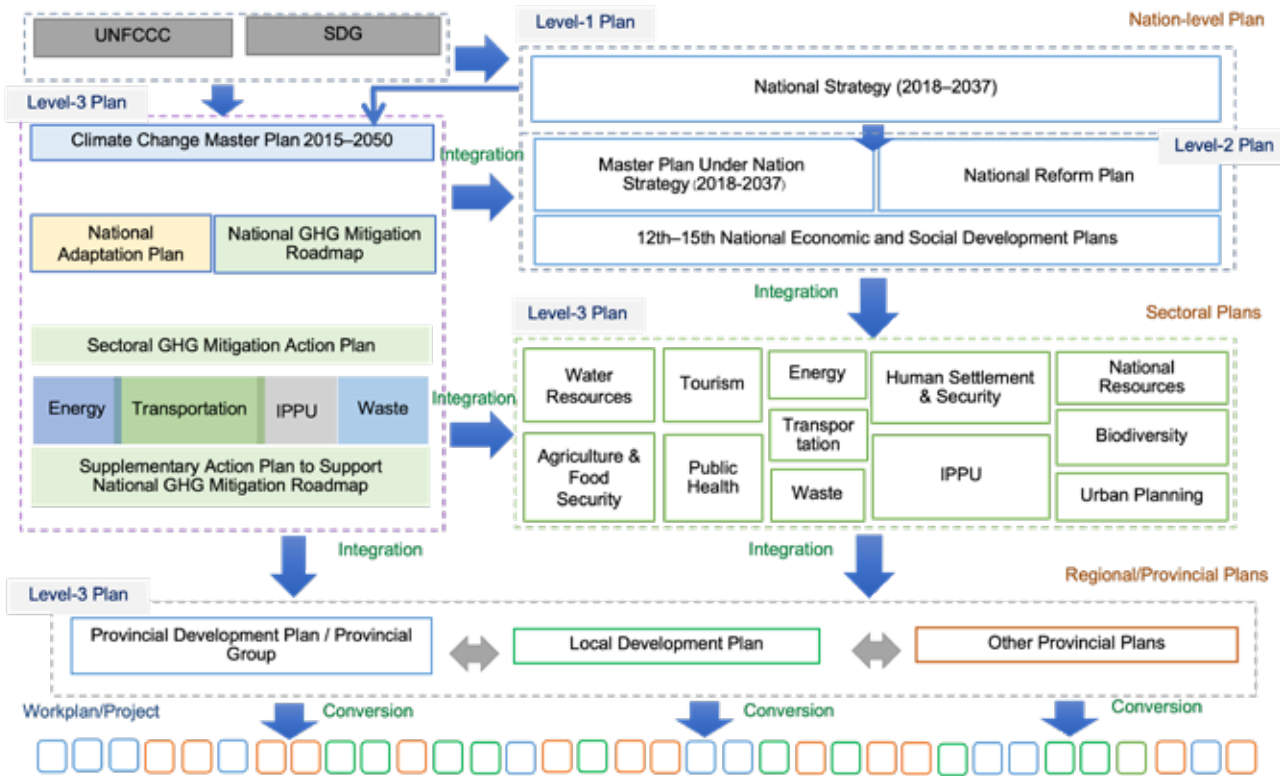 UNFCCC
SDG
Level-1 Plan
Nation-level Plan
National Strategy (2018–2037)
Level-3 Plan
Climate Change Master Plan 2015–2050
Integration
Level-2 Plan
Master Plan Under Nation
Strategy (2018-2037)
National Reform Plan
12th–15th National Economic and Social Development Plans
National
Adaptation Plan
National GHG Mitigation
Roadmap
Integration
Level-3 Plan
Sectoral Plans
Sectoral GHG Mitigation Action Plan
Energy
Transportation
IPPU
Waste
Supplementary Action Plan to Support
National GHG Mitigation Roadmap
Integration
Water
Resources
Tourism
Energy
Human Settlement
& Security
National
Resources
Transpor
tation
Biodiversity
Agriculture &
Food
Security
Public
Health
Waste
IPPU
Urban Planning
Integration
Integration
Regional/Provincial Plans
Level-3 Plan
Provincial Development Plan / Provincial
Group
Local Development Plan
Other Provincial Plans
Workplan/Project
Conversion
Conversion
Conversion